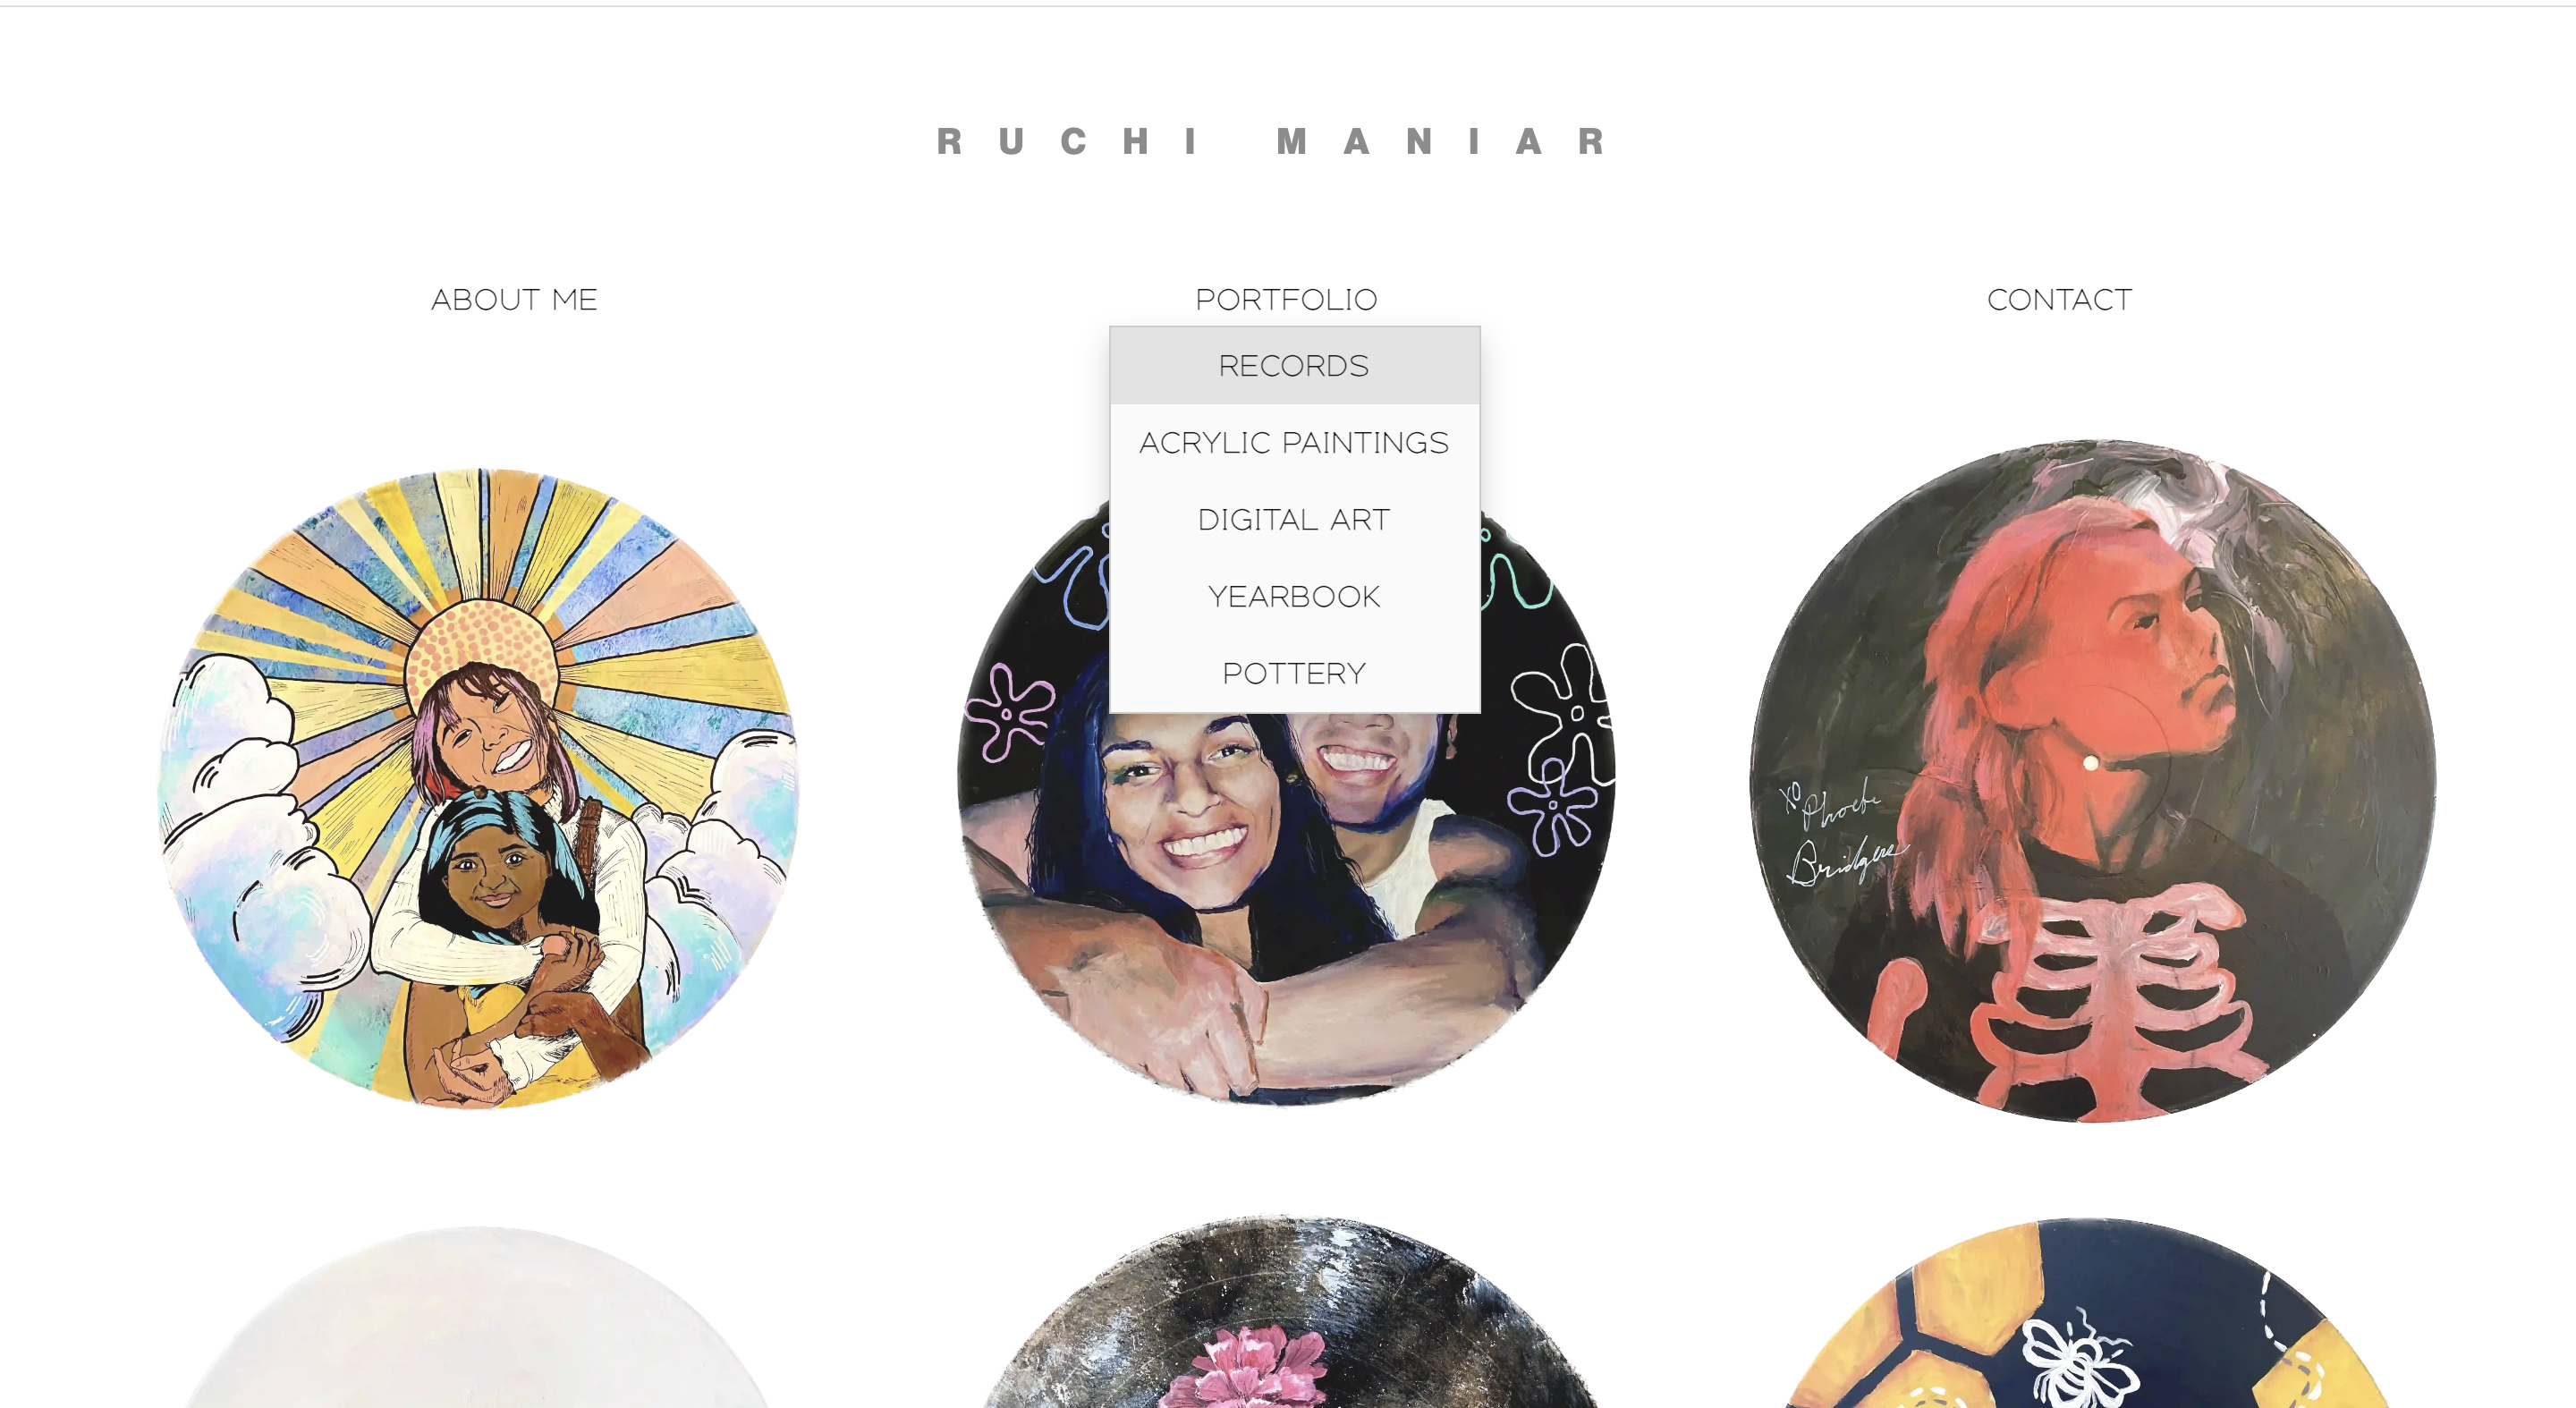 RUCHI MANIAR
ABOUT ME
PORTFOLIO
CONTACT
RECORDS
ACRYLIC PAINTINGS
DIGITAL ART
YEARBOOK
POTTERY
XO
Phoebe
Bridgers